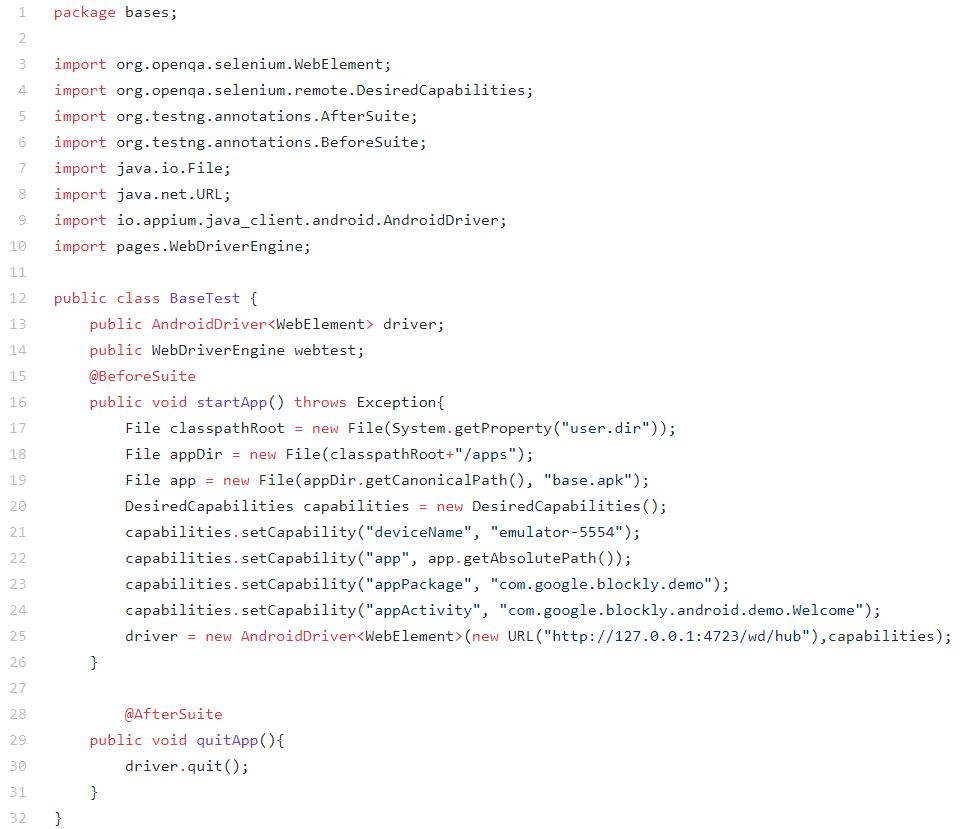 1 package bases;
2
3 import org.openqa.selenium.WebElement;
4 import org.openqa.selenium.remote.DesiredCapabilities;
5 import org.testng.annotations.AfterSuite;
6 import org.testng.annotations.BeforeSuite;
7 import java.io.File;
8 import java.net.URL;
9 import io.appium.java_client.android.AndroidDriver;
10 import pages.WebDriverEngine;
11
12 public class BaseTest {
13     public AndroidDriver<WebElement> driver;
14     public WebDriverEngine webtest;
15     @BeforeSuite
16     public void startApp() throws Exception{
17         File classpathRoot = new File(System.getProperty("user.dir"));
18         File appDir = new File(classpathRoot+"/apps");
19         File app = new File(appDir.getCanonicalPath(), "base.apk");
20         DesiredCapabilities capabilities = new DesiredCapabilities();
21         capabilities.setCapability("deviceName", "emulator-5554");
22         capabilities.setCapability("app", app.getAbsolutePath());
23         capabilities.setCapability("appPackage", "com.google.blockly.demo");
24         capabilities.setCapability("appActivity", "com.google.blockly.android.demo.Welcome");
25         driver = new AndroidDriver<WebElement>(new URL("http://127.0.0.1:4723/wd/hub"),capabilities);
26     }
27
28         @AfterSuite
29     public void quitApp(){
30         driver.quit();
31     }
32 }